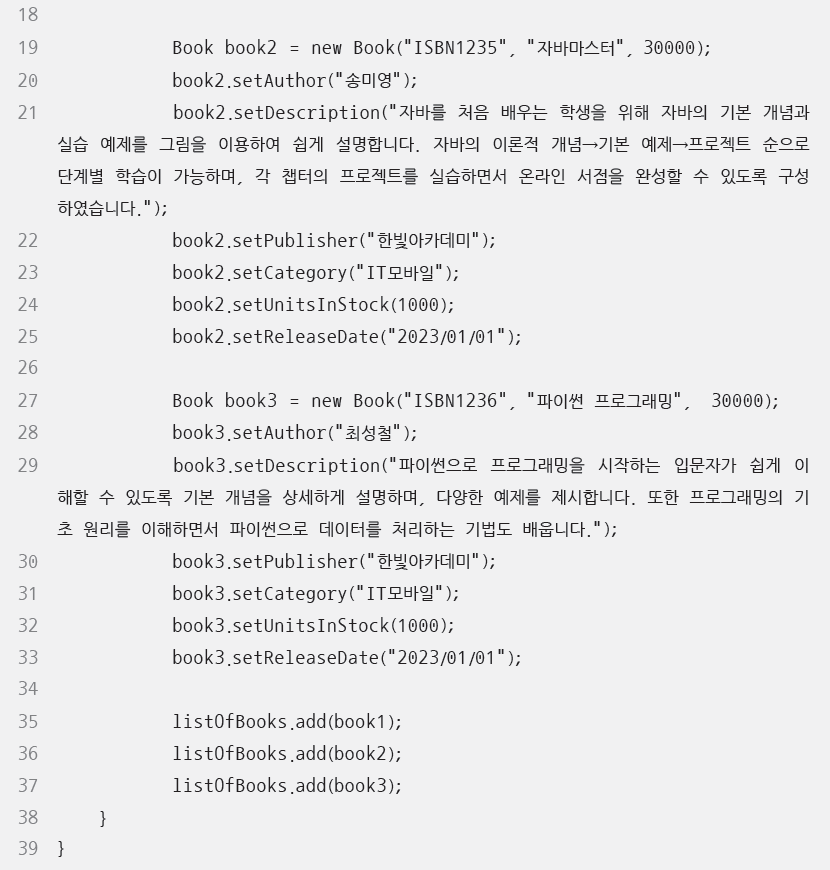 18
19 Book book2 = new Book("ISBN1235", "자바마스터", 30000);
20 book2.setAuthor("송미영");
21 book2.setDescription("자바를 처음 배우는 학생을 위해 자바의 기본 개념과
실습 예제를 그림을 이용하여 쉽게 설명합니다. 자바의 이론적 개념→기본 예제→프로젝트 순으로
단계별 학습이 가능하며, 각 챕터의 프로젝트를 실습하면서 온라인 서점을 완성할 수 있도록 구성
하였습니다.");
22 book2.setPublisher("한빛아카데미");
23 book2.setCategory("IT모바일");
24 book2.setUnitsInStock(1000);
25 book2.setReleaseDate("2023/01/01");
26
27 Book book3 = new Book("ISBN1236", "파이썬 프로그래밍", 30000);
28 book3.setAuthor("최성철");
29 book3.setDescription("파이썬으로 프로그래밍을 시작하는 입문자가 쉽게 이
해할 수 있도록 기본 개념을 상세하게 설명하며, 다양한 예제를 제시합니다. 또한 프로그래밍의 기
초 원리를 이해하면서 파이썬으로 데이터를 처리하는 기법도 배웁니다.");
30 book3.setPublisher("한빛아카데미");
31 book3.setCategory("IT모바일");
32 book3.setUnitsInStock(1000);
33 book3.setReleaseDate("2023/01/01");
34
35 listOfBooks.add(book1);
36 listOfBooks.add(book2);
37 listOfBooks.add(book3);
38 }
39 }